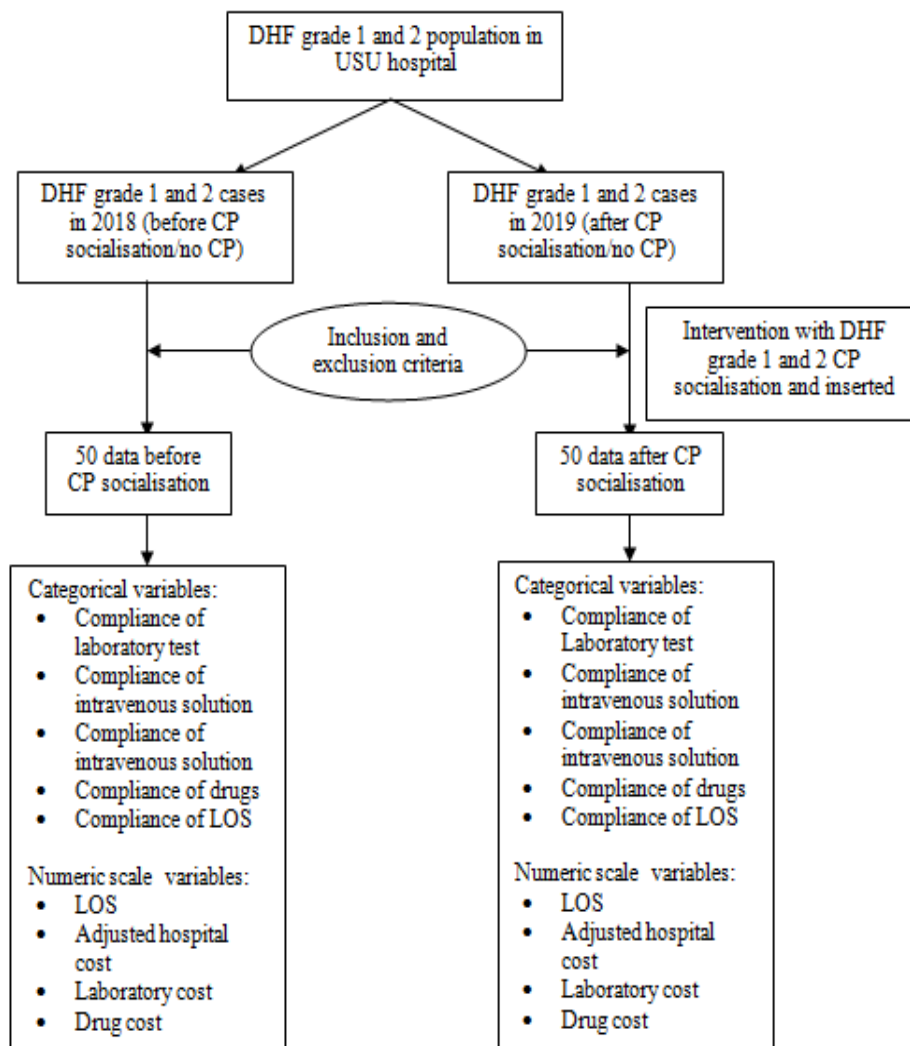 DHF grade 1 and 2 population in
USU hospital
DHF grade 1 and 2 cases
in 2018 (before CP
socialisation/no CP)
DHF grade 1 and 2 cases
in 2019 (after CP
socialisation/no CP)
Inclusion and
exclusion criteria
Intervention with DHF
grade 1 and 2 CP
socialisation and inserted
50 data before
CP socialisation
50 data after CP
socialisation
Categorical variables:
• Compliance of
laboratory test
• Compliance of
intravenous solution
• Compliance of
intravenous solution
• Compliance of drugs
• Compliance of LOS
Numeric scale variables:
• LOS
• Adjusted hospital
cost
• Laboratory cost
• Drug cost
Categorical variables:
• Compliance of
Laboratory test
• Compliance of
intravenous solution
• Compliance of
intravenous solution
• Compliance of drugs
• Compliance of LOS
Numeric scale variables:
• LOS
• Adjusted hospital
cost
• Laboratory cost
• Drug cost